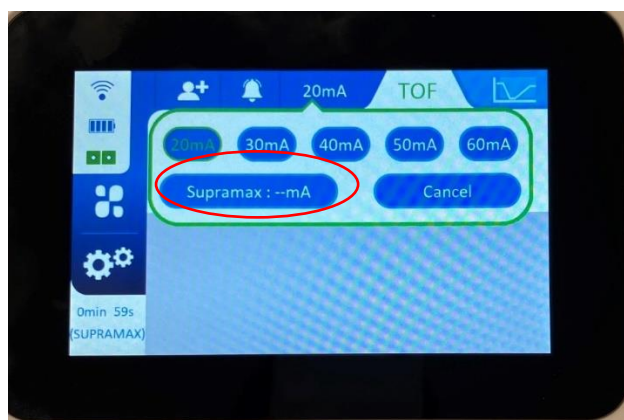 20mA TOF
20mA 30mA 40mA 50mA 60mA
Supramax : --mA Cancel
0min 59s
(SUPRAMAX)